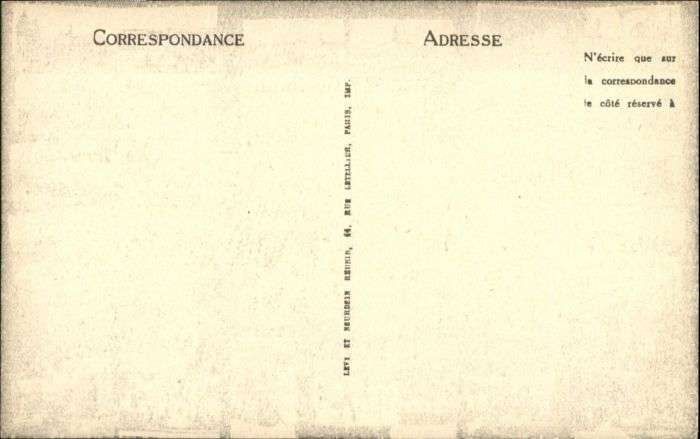 CORRESPONDANCE
ADRESSE
N'écrire que sur
la correspondance
le côté réservé à
LEVY ET NEURDEIN RÉUNIS, 44, RUE LETELLIER, PARIS, IMP.